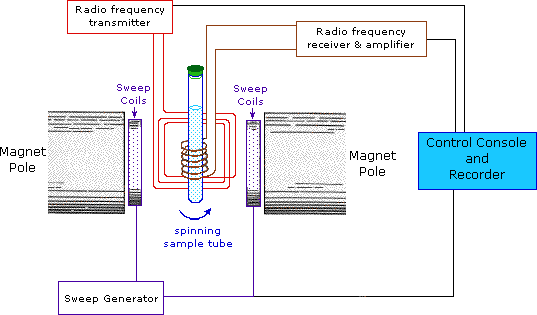 Radio frequency
transmitter
Radio frequency
receiver & amplifier
Sweep
Coils
Sweep
Coils
Magnet
Pole
Magnet
Pole
Control Console
and
Recorder
spinning
sample tube
Sweep Generator